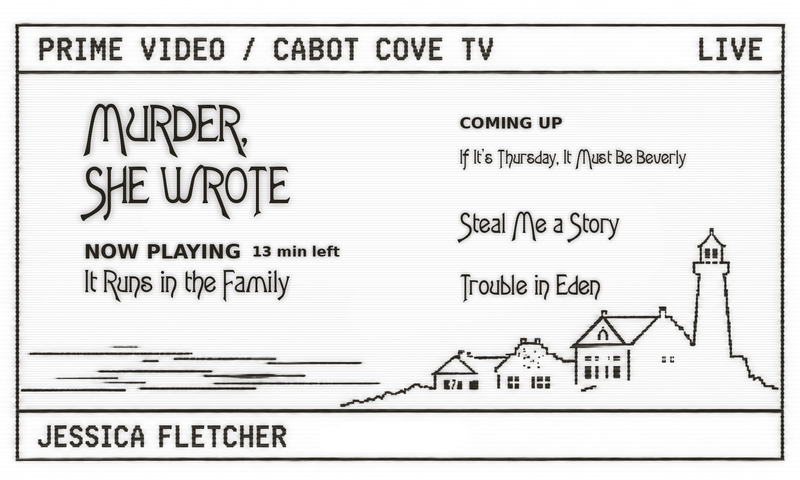 PRIME VIDEO / CABOT COVE TV
LIVE
MURDER,
SHE WROTE
NOW PLAYING 13 min left
It Runs in the Family
COMING UP
If It's Thursday, It Must Be Beverly
Steal Me a Story
Trouble in Eden
JESSICA FLETCHER